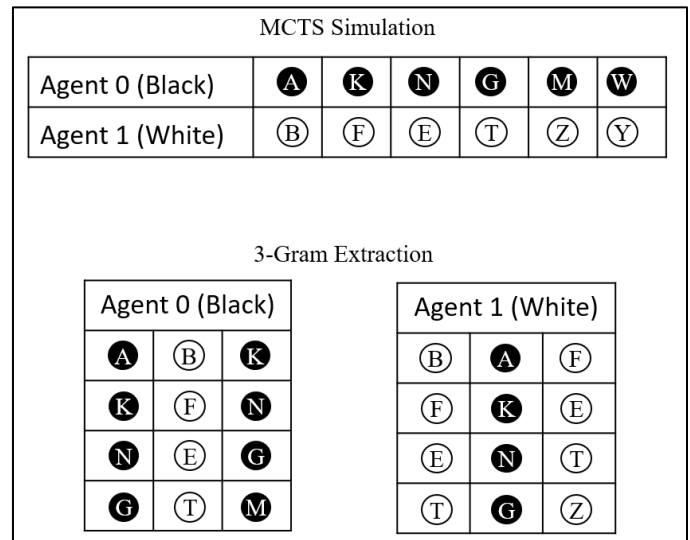 MCTS Simulation
Agent 0 (Black) A K N G M W
Agent 1 (White) B F E T Z Y
3-Gram Extraction
Agent 0 (Black)
A B K
K F N
N E G
G T M
Agent 1 (White)
B A F
F K E
E N T
T G Z